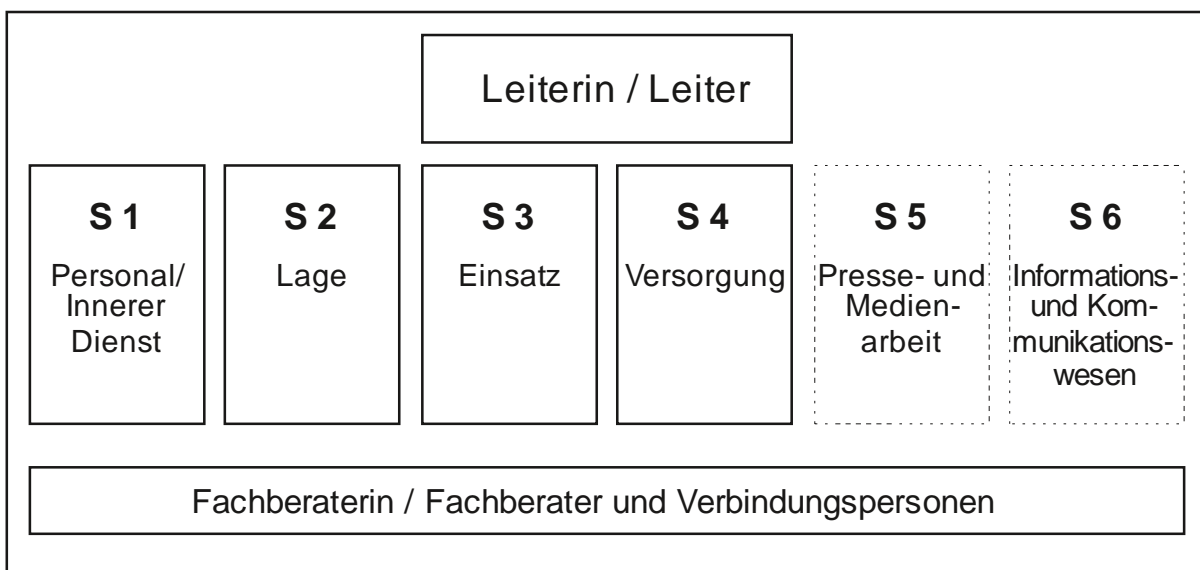 Leiterin / Leiter
S 1
Personal/
Innerer
Dienst
S 2
Lage
S 3
Einsatz
S 4
Versorgung
S 5
Presse- und
Medien-
arbeit
S 6
Informations-
und Kom-
munikations-
wesen
Fachberaterin / Fachberater und Verbindungspersonen